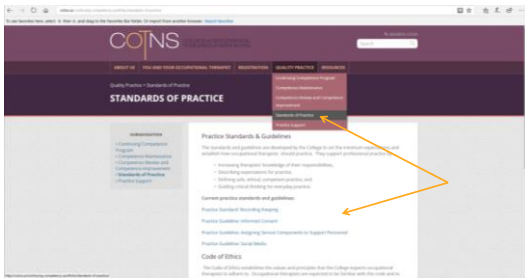 To see favorites here, select ☆ then ☆, and drag to the Favorites Bar folder. Or import from another browser. Import favorites
COTNS
Search
ABOUT US YOU AND YOUR OCCUPATIONAL THERAPIST REGISTRATION QUALITY PRACTICE RESOURCES
Continuing Competence Program
Competence Maintenance
Competence Review and Competence
Improvement
Standards of Practice
Practice Support
Quality Practice > Standards of Practice
STANDARDS OF PRACTICE
SUBNAVIGATION
> Continuing Competence
Program
> Competence Maintenance
> Competence Review and
Competence Improvement
> Standards of Practice
> Practice Support
Practice Standards & Guidelines
The standards and guidelines are developed by the College to set the minimum expectations and
establish how occupational therapists should practice. They support professional practice by:
• Increasing therapists' knowledge of their responsibilities,
• Describing expectations for practice,
• Defining safe, ethical, competent practice, and
• Guiding critical thinking for everyday practice.
Current practice standards and guidelines:
Practice Standard: Recording Keeping
Practice Guideline: Informed Consent
Practice Guideline: Assigning Service Components to Support Personnel
Practice Guideline: Social Media
Code of Ethics
The Code of Ethics establishes the values and principles that the College expects occupational
therapists to adhere to. Occupational therapists are expected to be familiar with the code and to